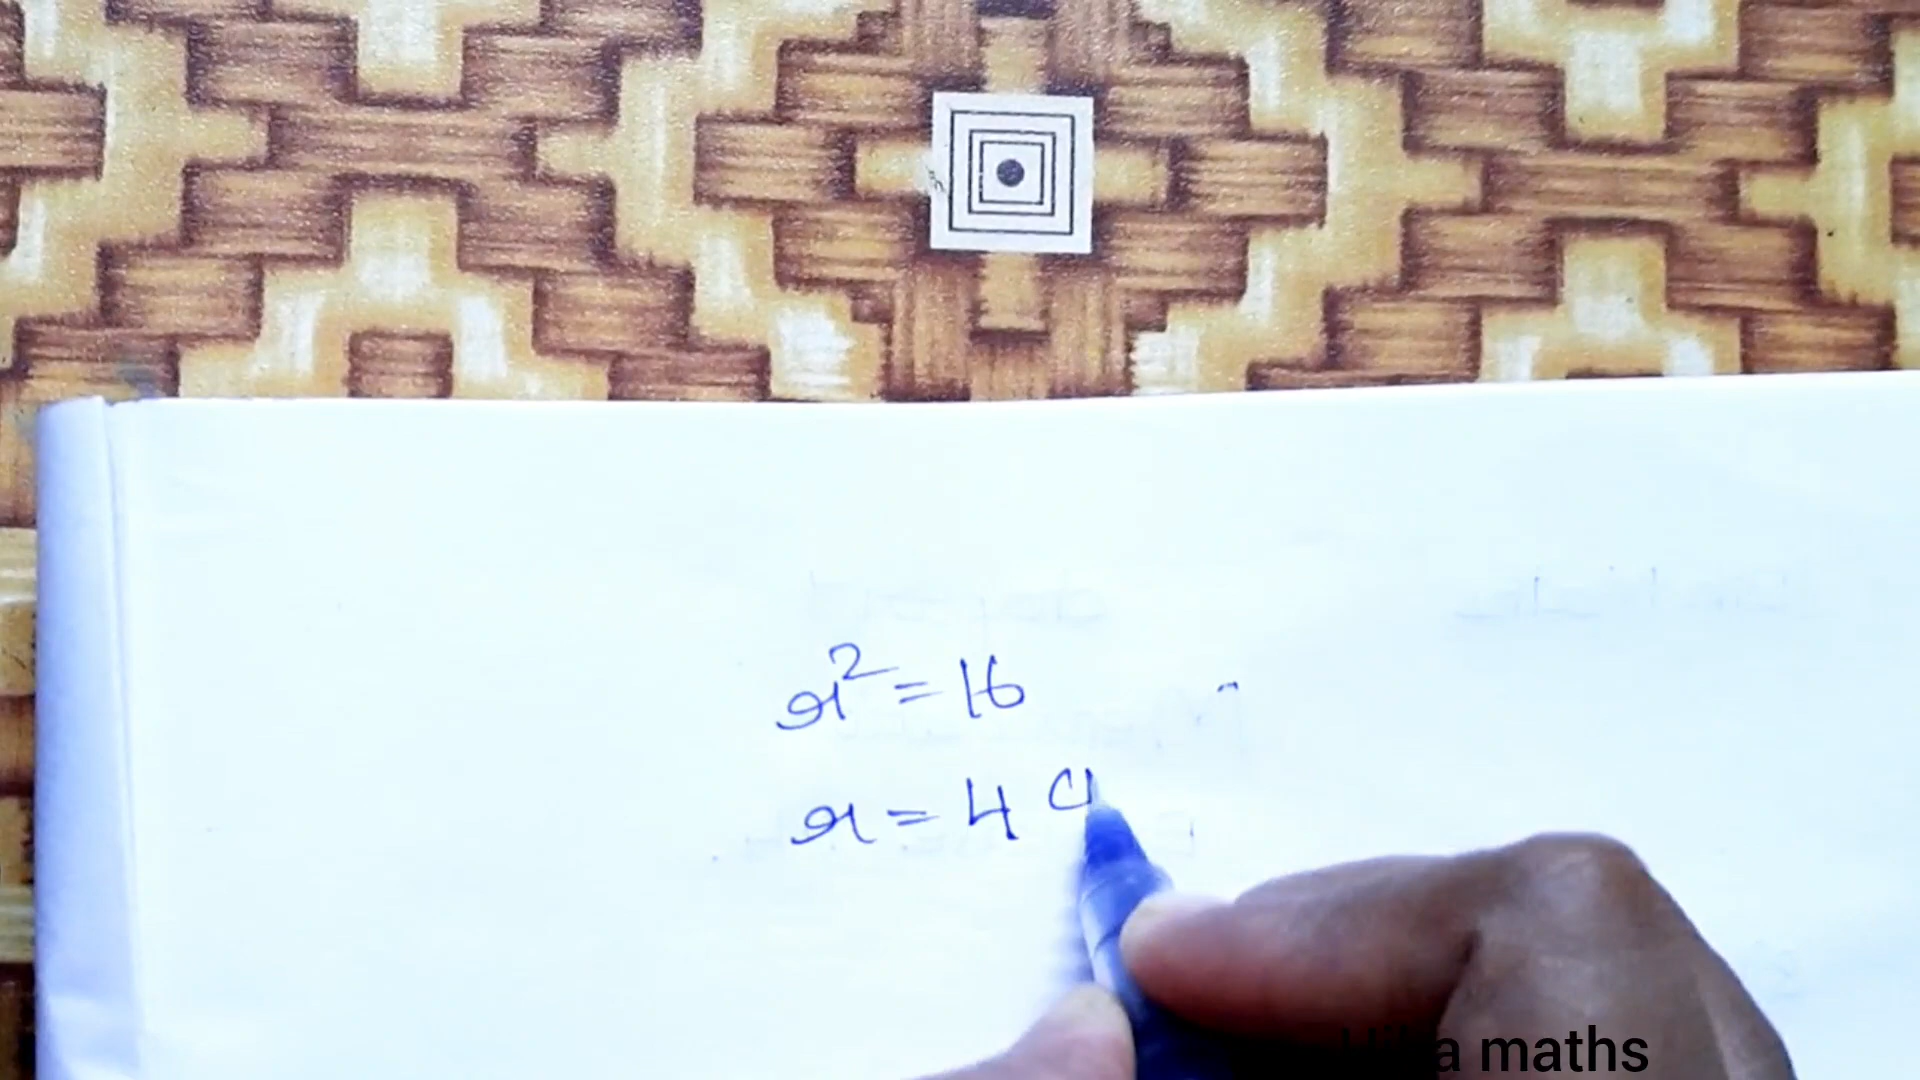 r² = 16
r = 4 c
maths